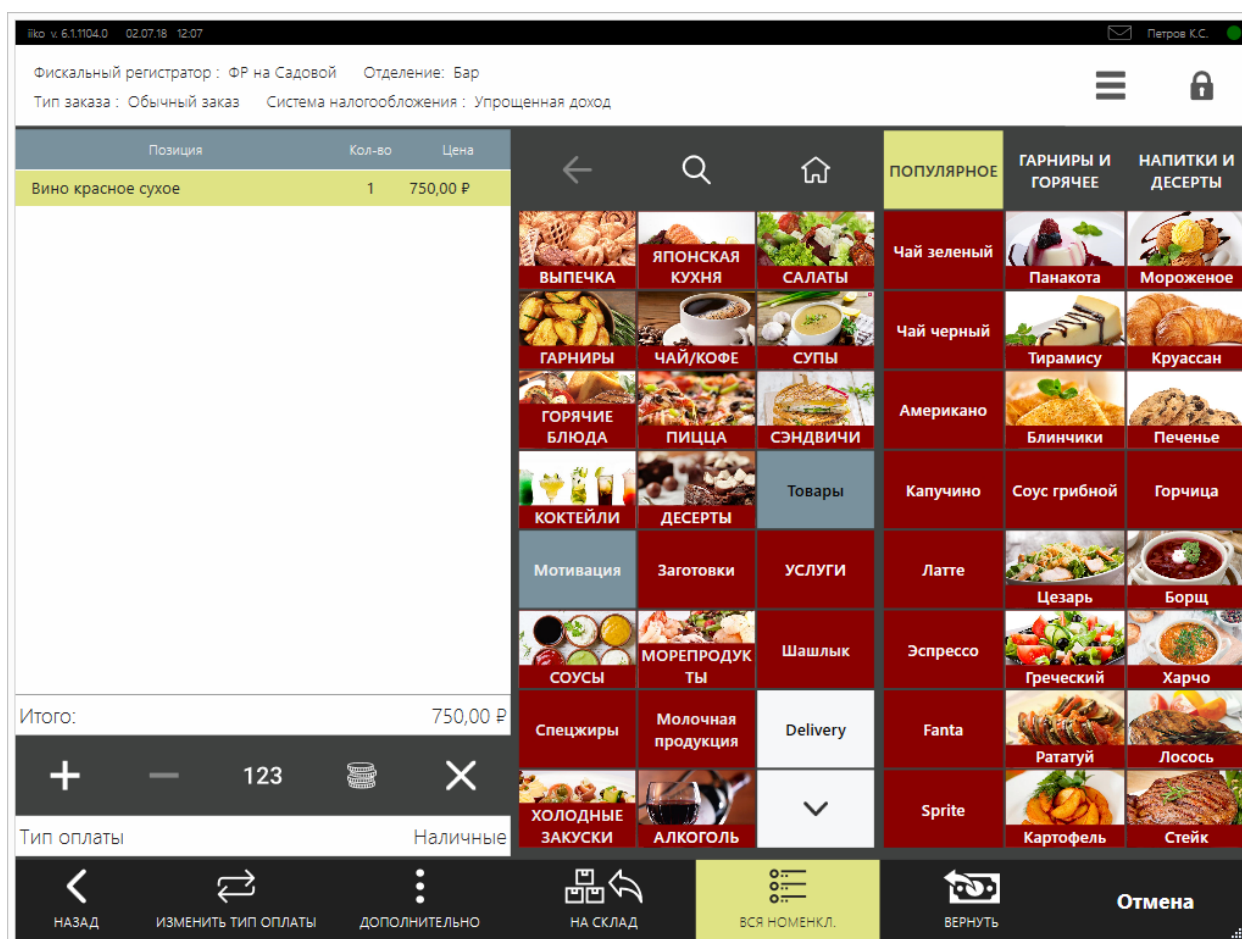 iiko v. 6.1.1104.0 02.07.18 12:07 Петров К.С.
Фискальный регистратор : ФР на Садовой Отделение: Бар
Тип заказа : Обычный заказ Система налогообложения : Упрощенная доход
Позиция Кол-во Цена
Вино красное сухое 1 750,00 ₽
Итого: 750,00 ₽
123
Тип оплаты Наличные
ВЫПЕЧКА
ЯПОНСКАЯ
КУХНЯ
САЛАТЫ
ГАРНИРЫ
ЧАЙ/КОФЕ
СУПЫ
ГОРЯЧИЕ
БЛЮДА
ПИЦЦА
СЭНДВИЧИ
КОКТЕЙЛИ
ДЕСЕРТЫ
Товары
Мотивация
Заготовки
УСЛУГИ
СОУСЫ
МОРЕПРОДУК
ТЫ
Шашлык
Спецжиры
Молочная
продукция
Delivery
ХОЛОДНЫЕ
ЗАКУСКИ
АЛКОГОЛЬ
ПОПУЛЯРНОЕ
ГАРНИРЫ И
ГОРЯЧЕЕ
НАПИТКИ И
ДЕСЕРТЫ
Чай зеленый
Панакота
Мороженое
Чай черный
Тирамису
Круассан
Американо
Блинчики
Печенье
Капучино
Соус грибной
Горчица
Латте
Цезарь
Борщ
Эспрессо
Греческий
Харчо
Fanta
Рататуй
Лосось
Sprite
Картофель
Стейк
НАЗАД
ИЗМЕНИТЬ ТИП ОПЛАТЫ
ДОПОЛНИТЕЛЬНО
НА СКЛАД
ВСЯ НОМЕНКЛ.
ВЕРНУТЬ
Отмена